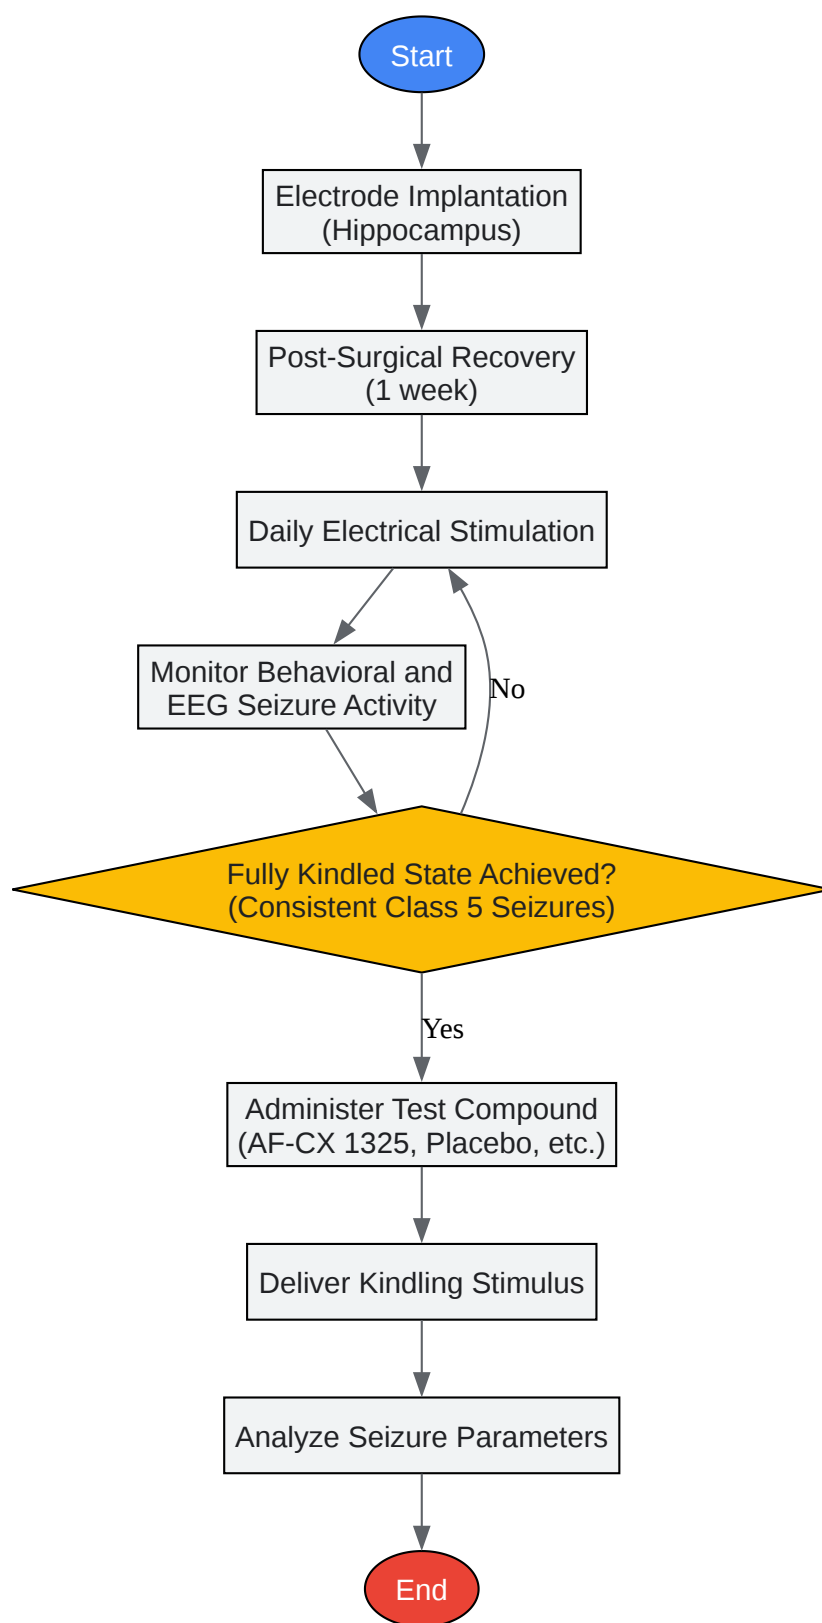 Start
Electrode Implantation
(Hippocampus)
Post-Surgical Recovery
(1 week)
Daily Electrical Stimulation
Monitor Behavioral and
EEG Seizure Activity
No
Fully Kindled State Achieved?
(Consistent Class 5 Seizures)
Yes
Administer Test Compound
(AF-CX 1325, Placebo, etc.)
Deliver Kindling Stimulus
Analyze Seizure Parameters
End